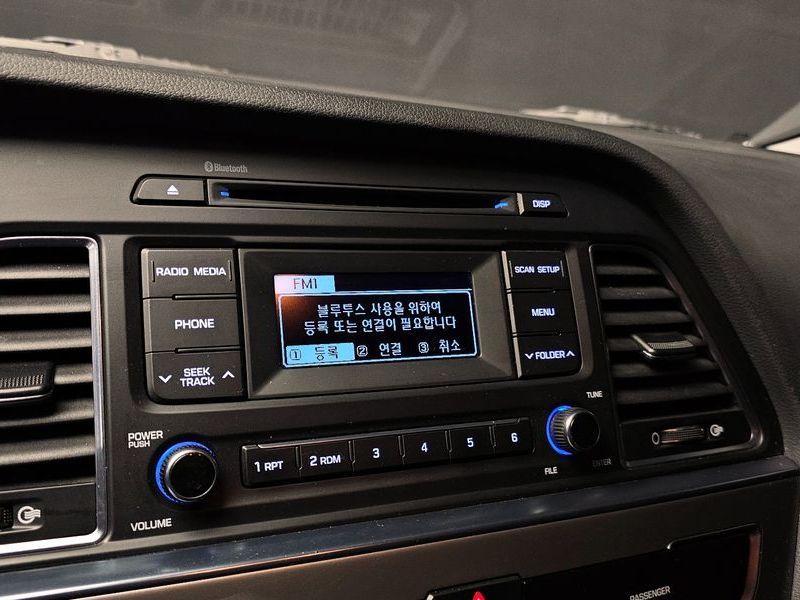 Bluetooth
DISP
RADIO MEDIA
PHONE
SEEK
TRACK
FM1
블루투스 사용을 위하여
등록 또는 연결이 필요합니다
① 등록 ② 연결 ③ 취소
SCAN SETUP
MENU
FOLDER
POWER
PUSH
VOLUME
1 RPT
2 RDM
3
4
5
6
TUNE
FILE
ENTER
PASSENGER